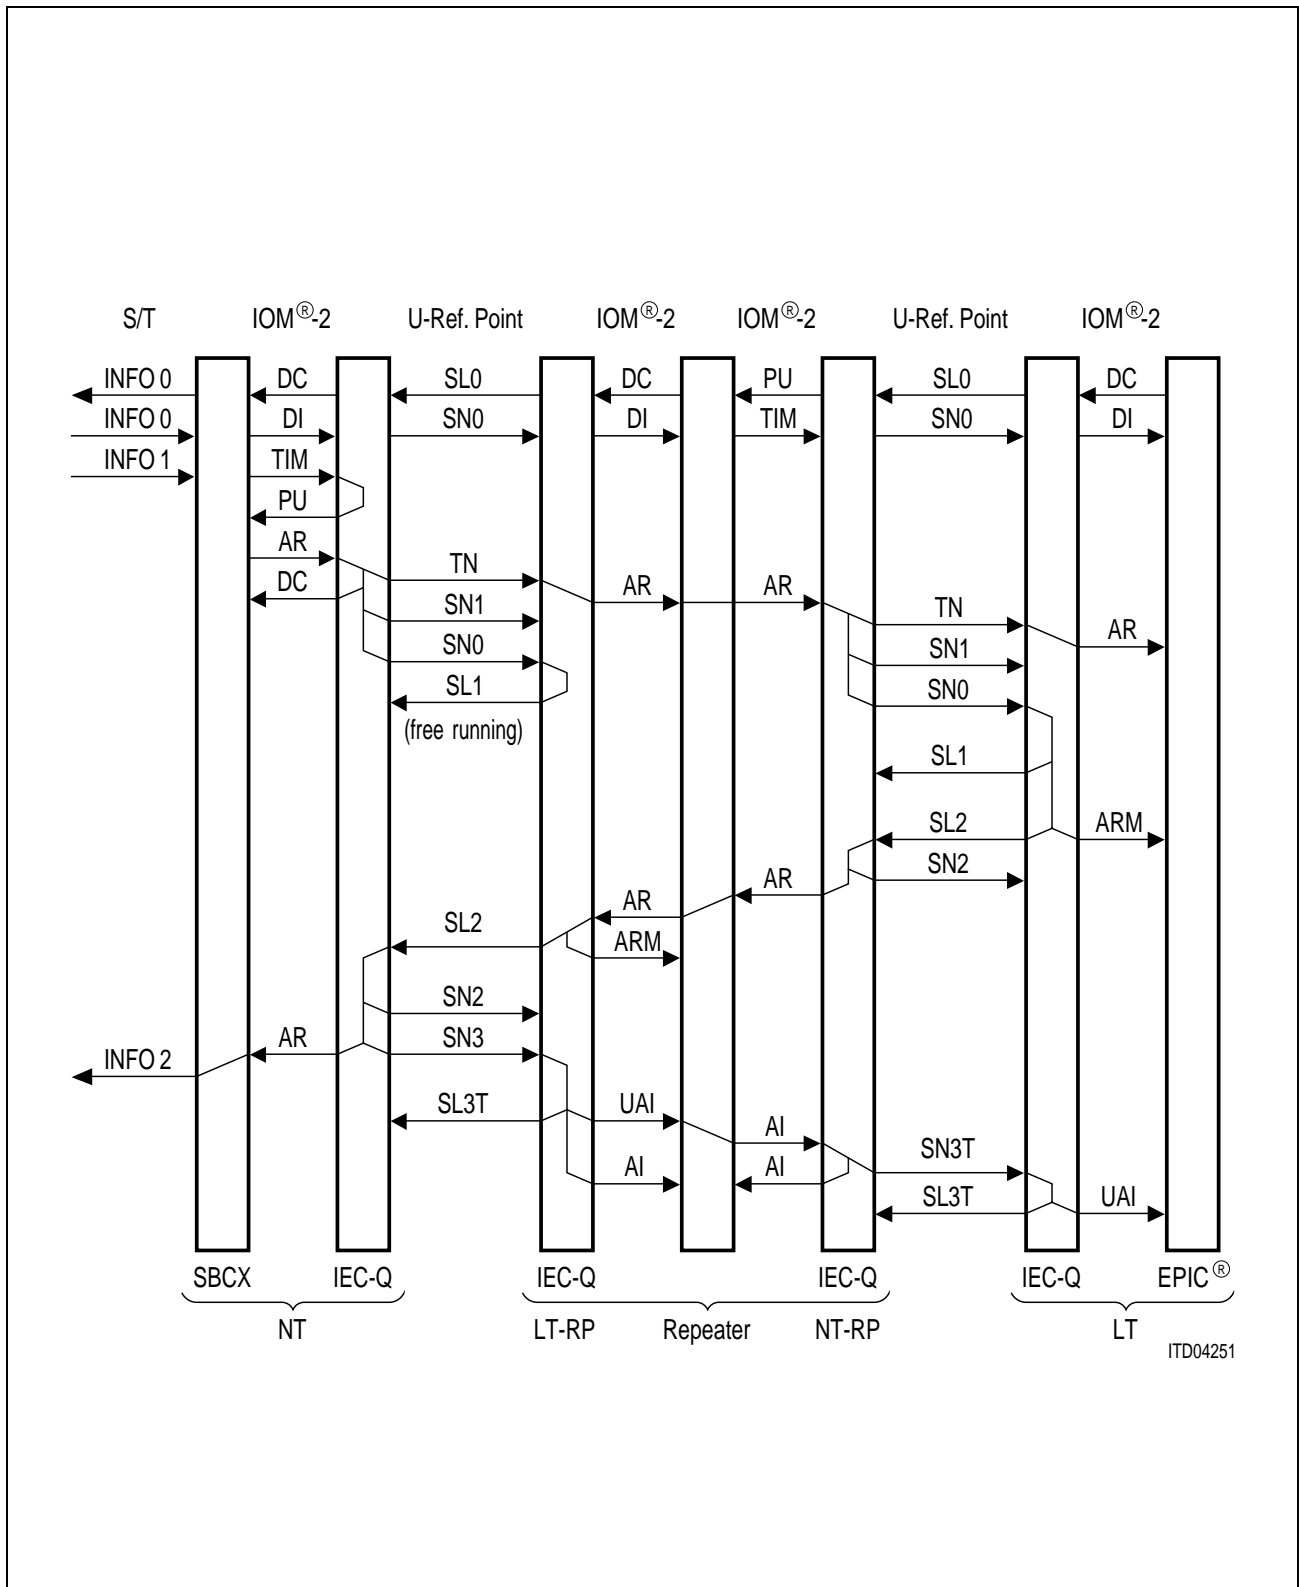 S/T IOM®-2 U-Ref. Point IOM®-2 IOM®-2 U-Ref. Point IOM®-2
INFO 0 DC SL0 DC PU SL0 DC
INFO 0 DI SN0 DI TIM SN0 DI
INFO 1 TIM
PU
AR
TN
DC AR AR
SN1 TN
AR
SN0 SN1
SL1 SN0
(free running)
SL1
SL2 ARM
SN2
AR
AR
SL2
ARM
SN2
AR SN3
INFO 2
SL3T UAI
AI
SN3T
AI AI
SL3T UAI
SBCX IEC-Q IEC-Q IEC-Q IEC-Q EPIC®
NT LT-RP Repeater NT-RP LT
ITD04251